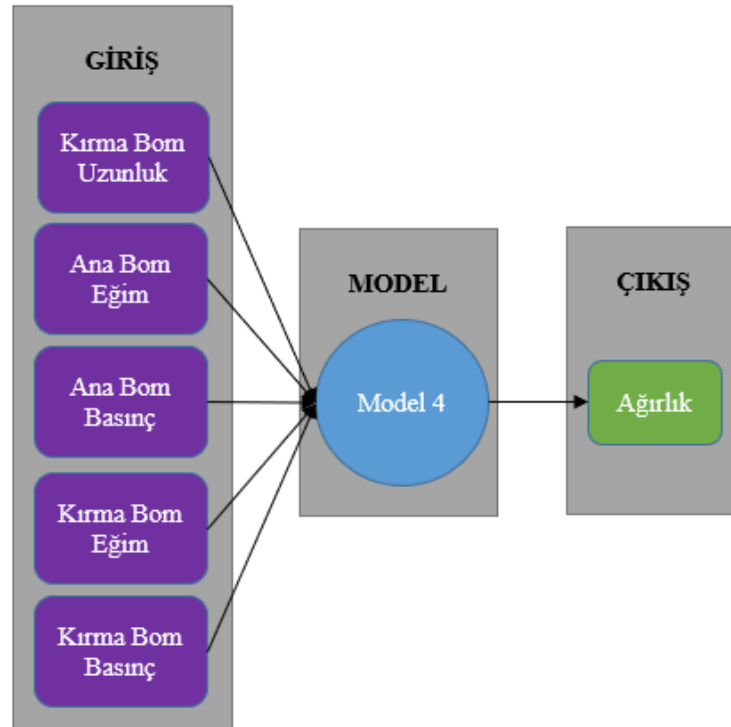 GİRİŞ
Kırma Bom
Uzunluk
Ana Bom
Eğim
Ana Bom
Basınç
Kırma Bom
Eğim
Kırma Bom
Basınç
MODEL
Model 4
ÇIKIŞ
Ağırlık